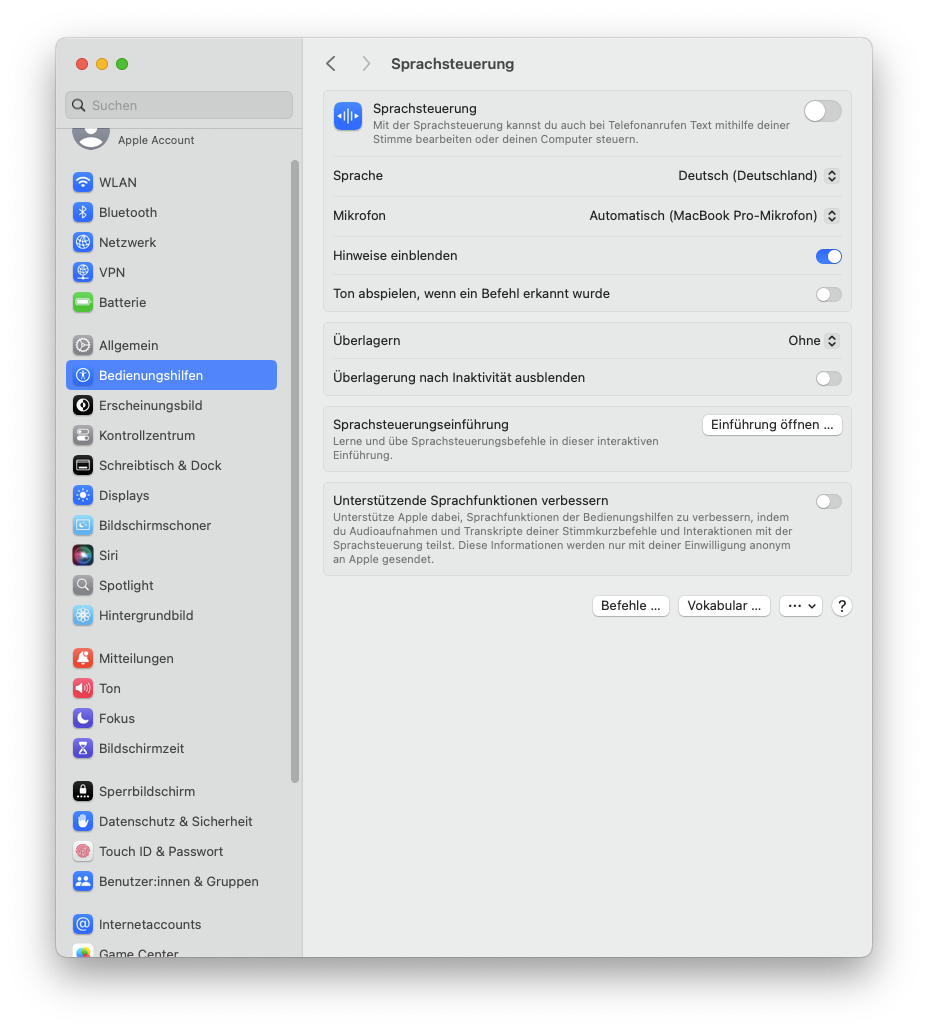 Suchen
Apple Account
WLAN
Bluetooth
Netzwerk
VPN
Batterie
Allgemein
Bedienungshilfen
Erscheinungsbild
Kontrollzentrum
Schreibtisch & Dock
Displays
Bildschirmschoner
Siri
Spotlight
Hintergrundbild
Mitteilungen
Ton
Fokus
Bildschirmzeit
Sperrbildschirm
Datenschutz & Sicherheit
Touch ID & Passwort
Benutzer:innen & Gruppen
Internetaccounts
Game Center
Sprachsteuerung
Sprachsteuerung
Mit der Sprachsteuerung kannst du auch bei Telefonanrufen Text mithilfe deiner
Stimme bearbeiten oder deinen Computer steuern.
Sprache Deutsch (Deutschland)
Mikrofon Automatisch (MacBook Pro-Mikrofon)
Hinweise einblenden
Ton abspielen, wenn ein Befehl erkannt wurde
Überlagern Ohne
Überlagerung nach Inaktivität ausblenden
Sprachsteuerungseinführung Einführung öffnen ...
Lerne und übe Sprachsteuerungsbefehle in dieser interaktiven
Einführung.
Unterstützende Sprachfunktionen verbessern
Unterstütze Apple dabei, Sprachfunktionen der Bedienungshilfen zu verbessern, indem
du Audioaufnahmen und Transkripte deiner Stimmkurzbefehle und Interaktionen mit der
Sprachsteuerung teilst. Diese Informationen werden nur mit deiner Einwilligung anonym
an Apple gesendet.
Befehle ... Vokabular ... ... ?